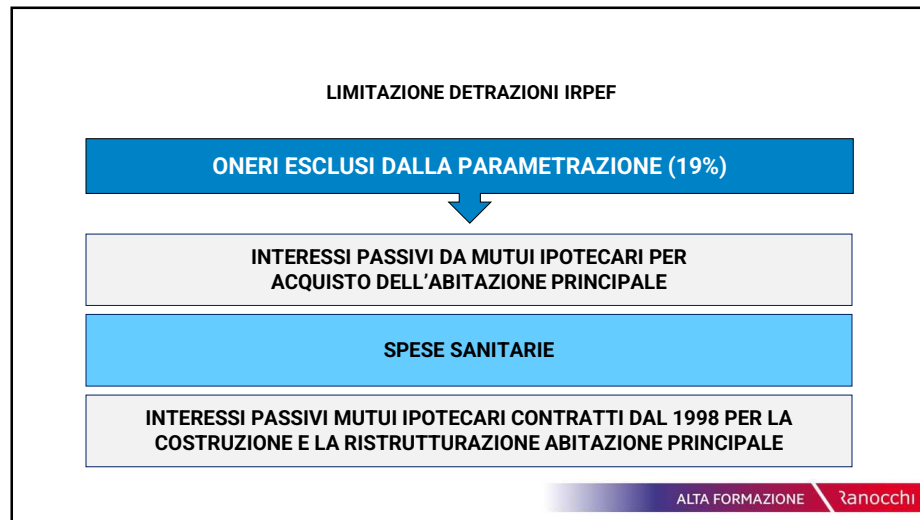 LIMITAZIONE DETRAZIONI IRPEF
ONERI ESCLUSI DALLA PARAMETRAZIONE (19%)
INTERESSI PASSIVI DA MUTUI IPOTECARI PER
ACQUISTO DELL’ABITAZIONE PRINCIPALE
SPESE SANITARIE
INTERESSI PASSIVI MUTUI IPOTECARI CONTRATTI DAL 1998 PER LA
COSTRUZIONE E LA RISTRUTTURAZIONE ABITAZIONE PRINCIPALE
ALTA FORMAZIONE Ranocchi